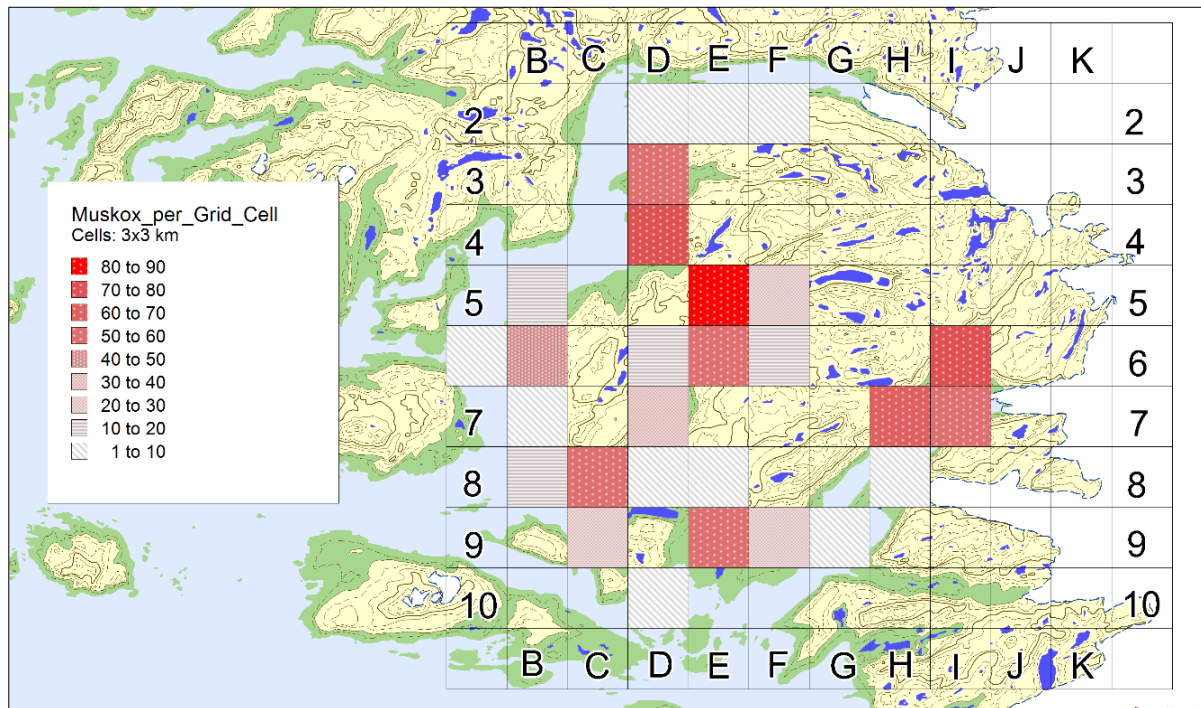 B C D E F G H I J K
2 2
3 3
Muskox_per_Grid_Cell
Cells: 3x3 km
4 4
80 to 90
5 5
70 to 80
60 to 70
50 to 60
6 6
40 to 50
30 to 40
20 to 30
7 7
10 to 20
1 to 10
8 8
9 9
10 10
B C D E F G H I J K